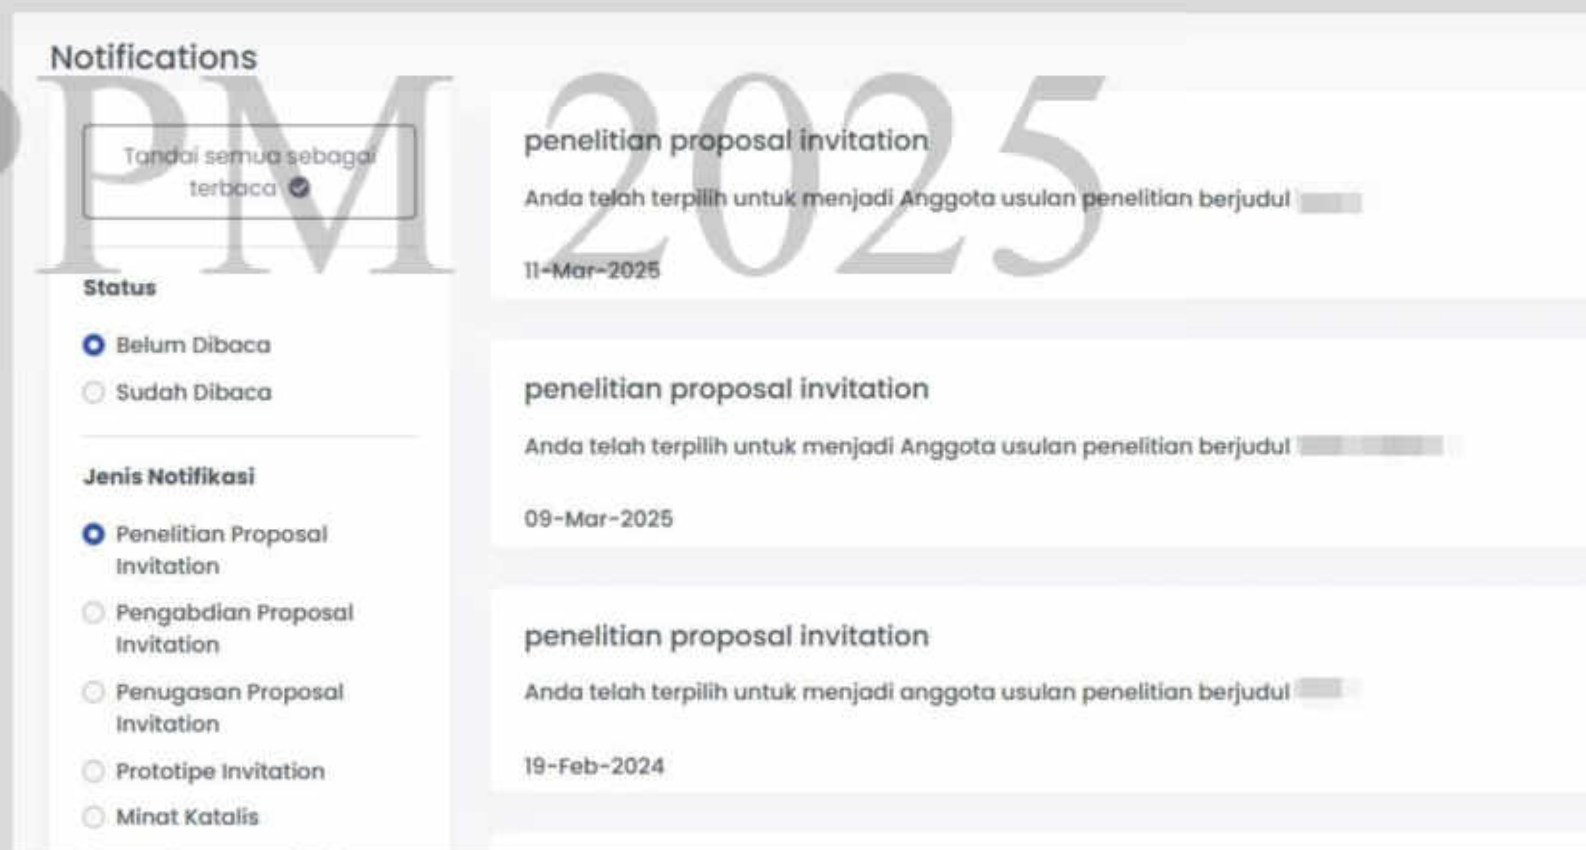 Notifications
PM 2025
Tandai semua sebagai
terbaca
Status
Belum Dibaca
Sudah Dibaca
Jenis Notifikasi
Penelitian Proposal
Invitation
Pengabdian Proposal
Invitation
Penugasan Proposal
Invitation
Prototipe Invitation
Minat Katalis
penelitian proposal invitation
Anda telah terpilih untuk menjadi Anggota usulan penelitian berjudul
11-Mar-2025
penelitian proposal invitation
Anda telah terpilih untuk menjadi Anggota usulan penelitian berjudul
09-Mar-2025
penelitian proposal invitation
Anda telah terpilih untuk menjadi anggota usulan penelitian berjudul
19-Feb-2024